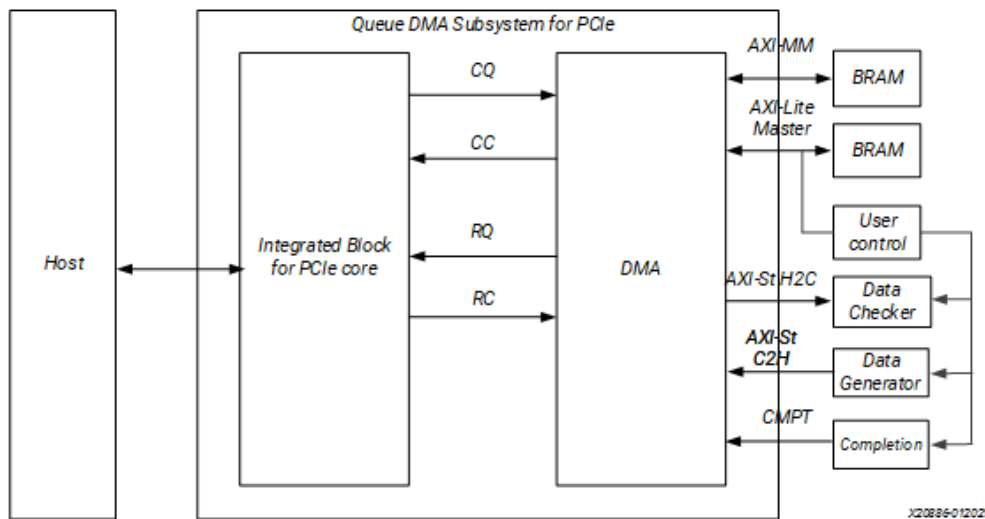 Queue DMA Subsystem for PCIe
Host
Integrated Block
for PCIe core
CQ
CC
RQ
RC
DMA
AXI-MM
AXI-Lite
Master
AXI-St H2C
AXI-St
C2H
CMPT
BRAM
BRAM
User
control
Data
Checker
Data
Generator
Completion
X20886-01202